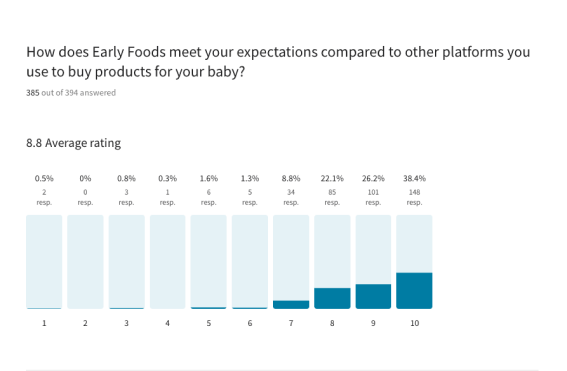 How does Early Foods meet your expectations compared to other platforms you
use to buy products for your baby?
385 out of 394 answered
8.8 Average rating
0.5% 0% 0.8% 0.3% 1.6% 1.3% 8.8% 22.1% 26.2% 38.4%
2 0 3 1 6 5 34 85 101 148
resp. resp. resp. resp. resp. resp. resp. resp. resp. resp.
1 2 3 4 5 6 7 8 9 10